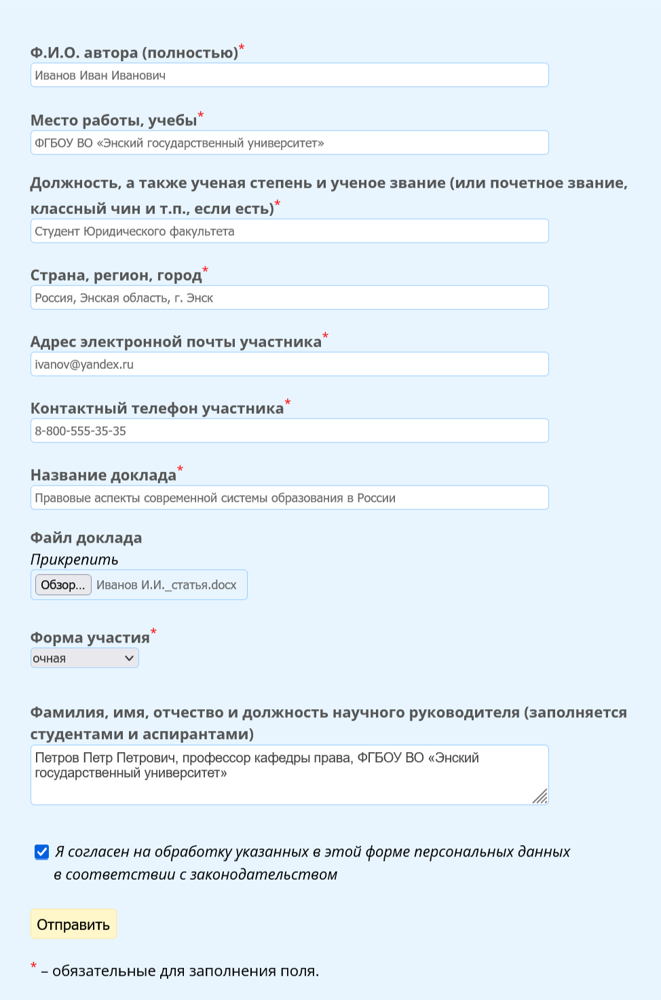 Ф.И.О. автора (полностью)*
Иванов Иван Иванович
Место работы, учебы*
ФГБОУ ВО «Энский государственный университет»
Должность, а также ученая степень и ученое звание (или почетное звание,
классный чин и т.п., если есть)*
Студент Юридического факультета
Страна, регион, город*
Россия, Энская область, г. Энск
Адрес электронной почты участника*
ivanov@yandex.ru
Контактный телефон участника*
8-800-555-35-35
Название доклада*
Правовые аспекты современной системы образования в России
Файл доклада
Прикрепить
Обзор... Иванов И.И._статья.docx
Форма участия*
очная
Фамилия, имя, отчество и должность научного руководителя (заполняется
студентами и аспирантами)
Петров Петр Петрович, профессор кафедры права, ФГБОУ ВО «Энский
государственный университет»
Я согласен на обработку указанных в этой форме персональных данных
в соответствии с законодательством
Отправить
* – обязательные для заполнения поля.